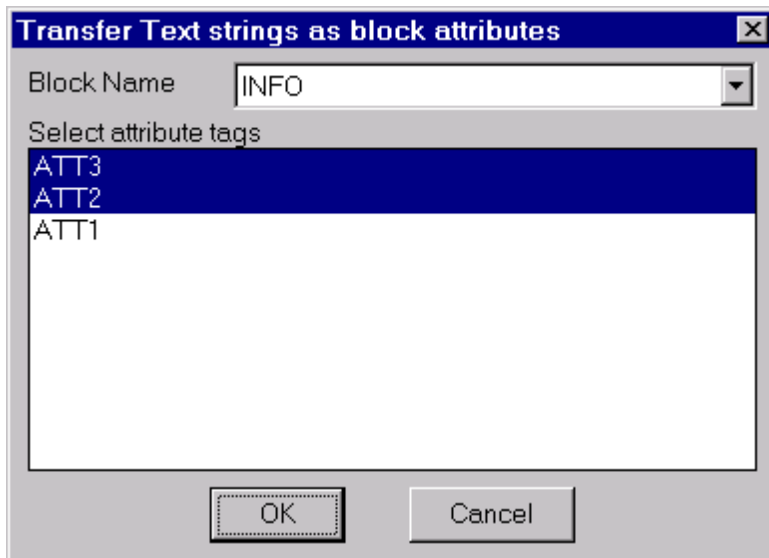 Transfer Text strings as block attributes
Block Name INFO
Select attribute tags
ATT3
ATT2
ATT1
OK Cancel